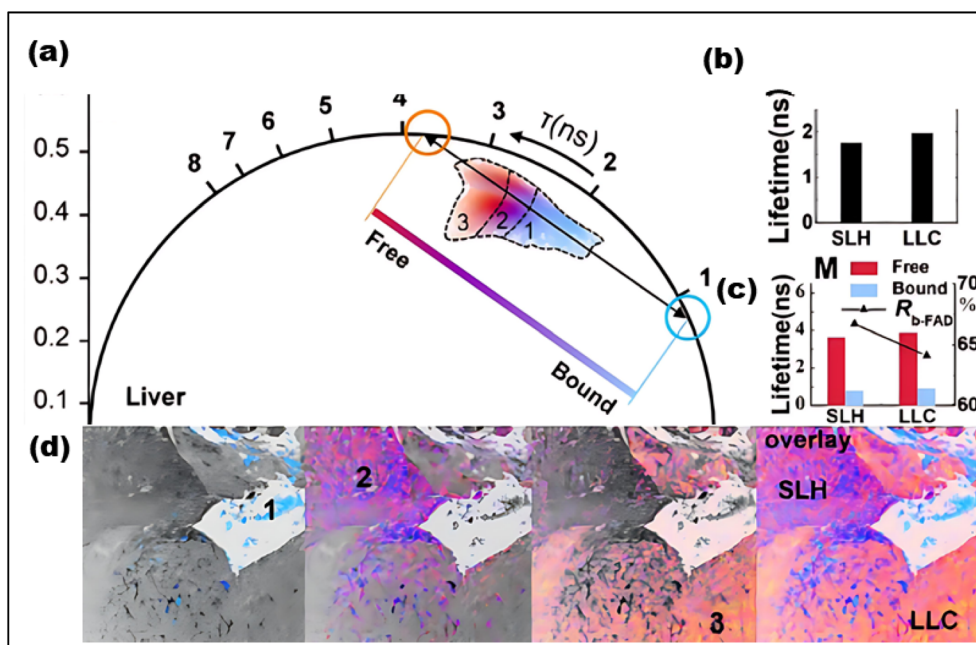 (a)
0.5
0.4
0.3
0.2
0.1
8
7
6
5
4
3
2
1
τ(ns)
3
2
1
Free
Bound
Liver
(b)
Lifetime(ns)
2
1
0
SLH LLC
(c)
M
Free
Bound
R b-FAD
Lifetime(ns)
6
4
2
0
70
%
65
60
SLH LLC
(d)
1
2
3
overlay
SLH
LLC